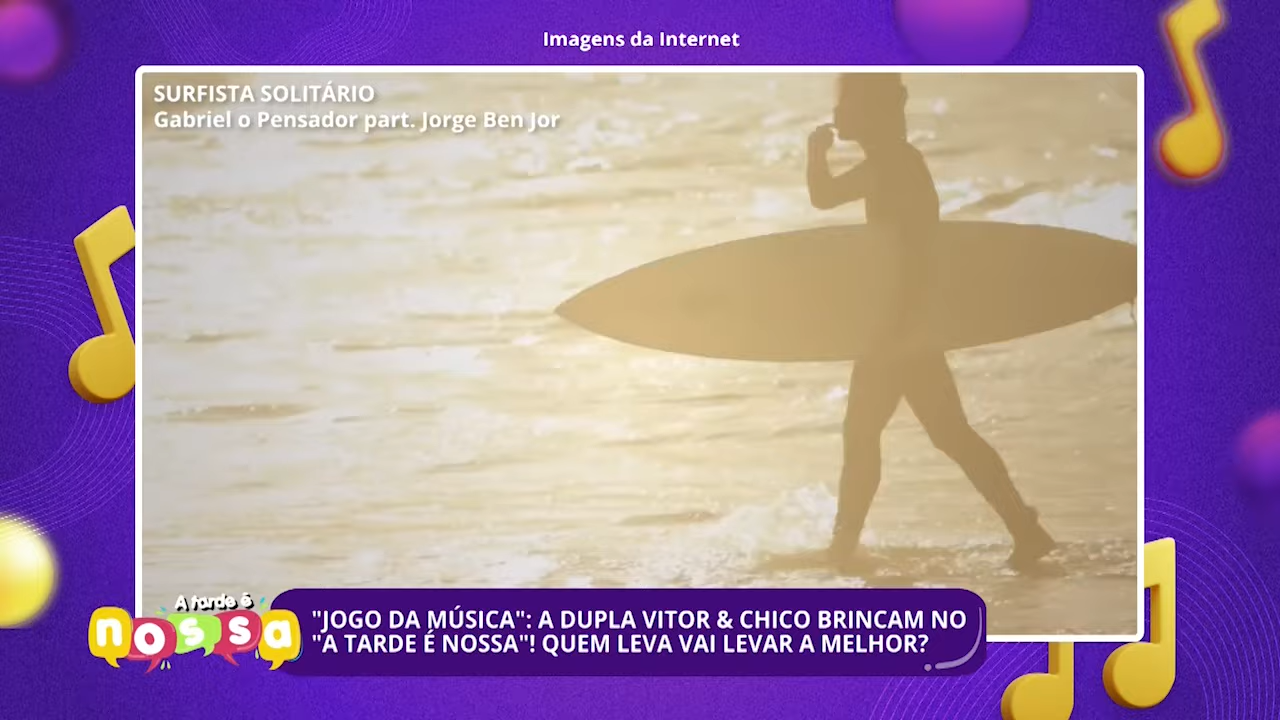 Imagens da Internet
SURFISTA SOLITÁRIO
Gabriel o Pensador part. Jorge Ben Jor
A tarde é
nossa
"JOGO DA MÚSICA": A DUPLA VITOR & CHICO BRINCAM NO
"A TARDE É NOSSA"! QUEM LEVA VAI LEVAR A MELHOR?